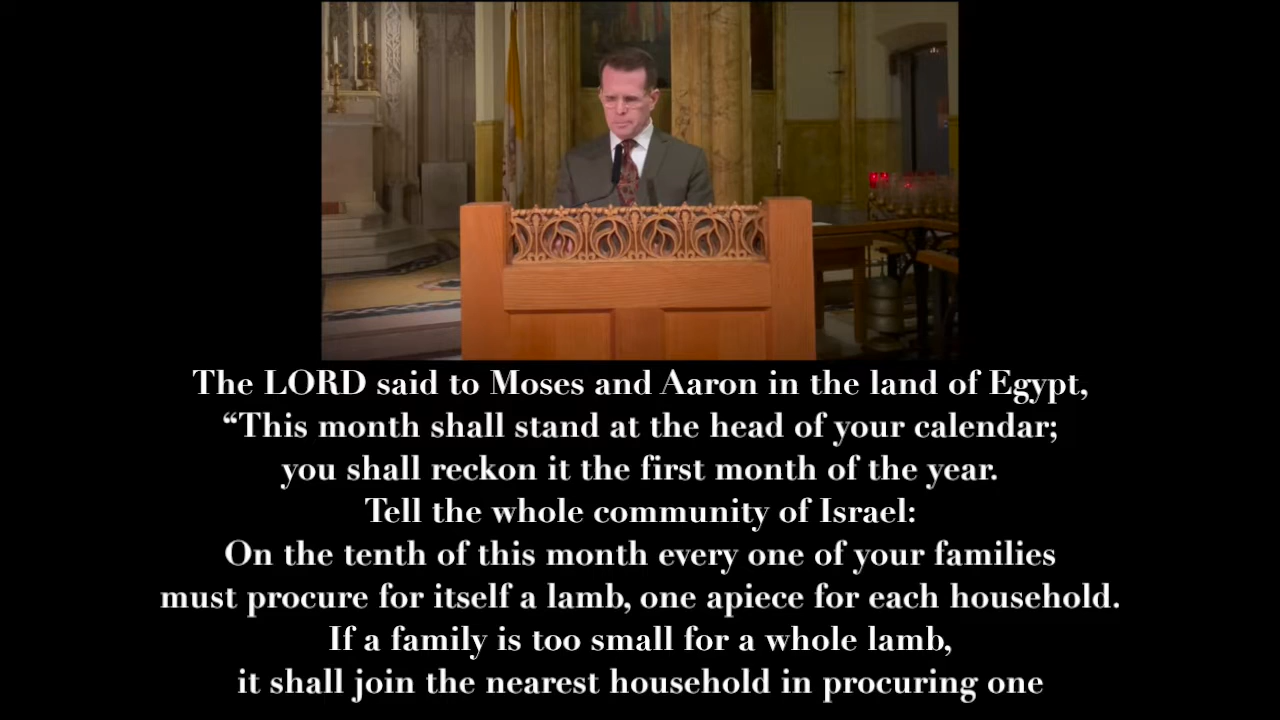 The LORD said to Moses and Aaron in the land of Egypt,
“This month shall stand at the head of your calendar;
you shall reckon it the first month of the year.
Tell the whole community of Israel:
On the tenth of this month every one of your families
must procure for itself a lamb, one apiece for each household.
If a family is too small for a whole lamb,
it shall join the nearest household in procuring one